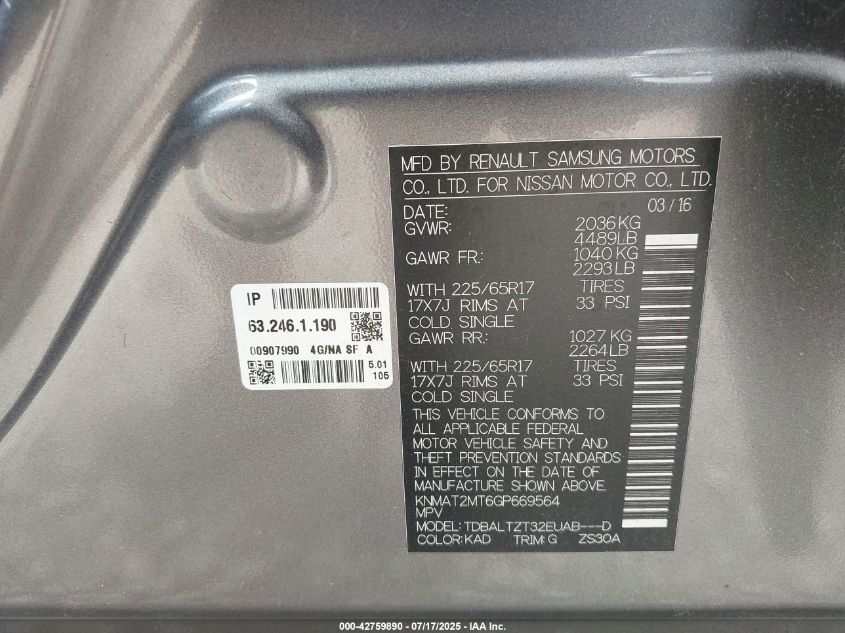 MFD BY RENAULT SAMSUNG MOTORS
CO., LTD. FOR NISSAN MOTOR CO., LTD.
DATE: 03/16
GVWR: 2036KG
4489LB
GAWR FR: 1040KG
2293LB
WITH 225/65R17 TIRES
17X7J RIMS AT 33 PSI
COLD SINGLE
GAWR RR: 1027KG
2264LB
WITH 225/65R17 TIRES
17X7J RIMS AT 33 PSI
COLD SINGLE
THIS VEHICLE CONFORMS TO
ALL APPLICABLE FEDERAL
MOTOR VEHICLE SAFETY AND
THEFT PREVENTION STANDARDS
IN EFFECT ON THE DATE OF
MANUFACTURE SHOWN ABOVE.
KNMAT2MT6GP669564
MPV
MODEL: TDBALTZT32EUAB---D
COLOR: KAD TRIM: G ZS30A
IP
63.246.1.190
00907990 4G/NA SF A
5.01
105
000-42759890 - 07/17/2025 - IAA Inc.